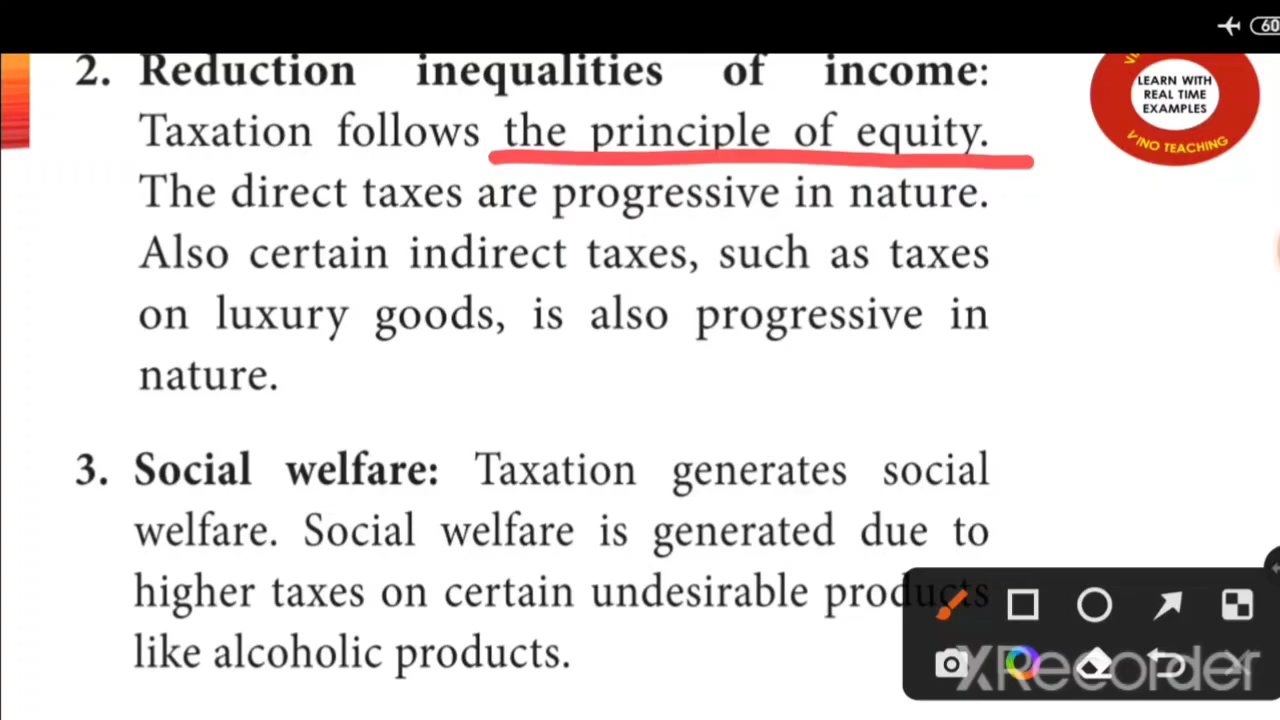 60
2. Reduction inequalities of income:
Taxation follows the principle of equity.
The direct taxes are progressive in nature.
Also certain indirect taxes, such as taxes
on luxury goods, is also progressive in
nature.
3. Social welfare: Taxation generates social
welfare. Social welfare is generated due to
higher taxes on certain undesirable products
like alcoholic products.
LEARN WITH
REAL TIME
EXAMPLES
VINO TEACHING
XRecorder